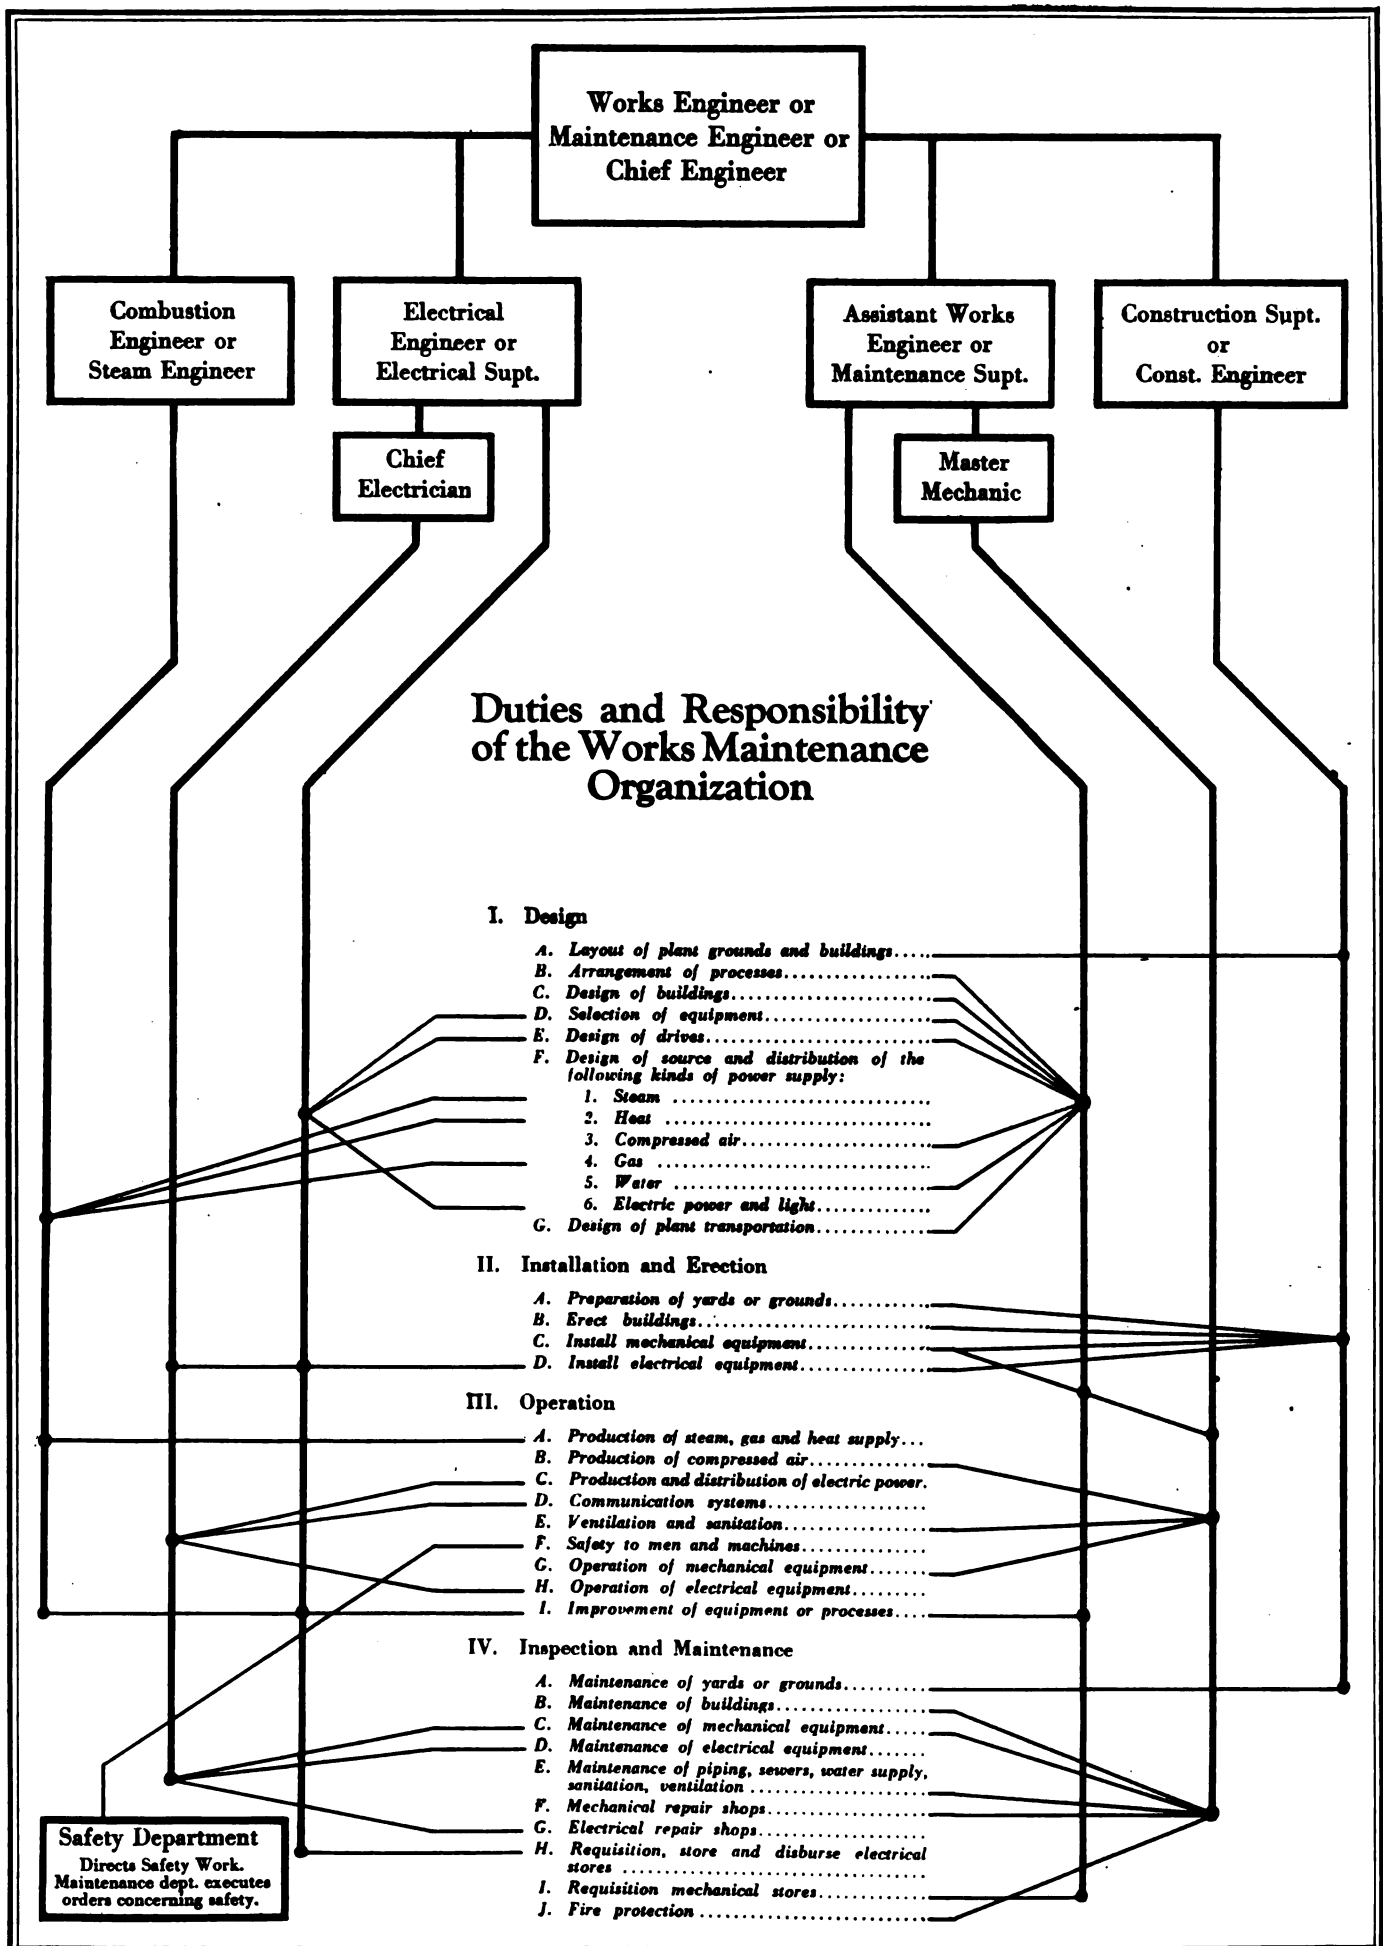 Works Engineer or
Maintenance Engineer or
Chief Engineer
Combustion
Engineer or
Steam Engineer
Electrical
Engineer or
Electrical Supt.
Assistant Works
Engineer or
Maintenance Supt.
Construction Supt.
or
Const. Engineer
Chief
Electrician
Master
Mechanic
Duties and Responsibility
of the Works Maintenance
Organization
I. Design
A. Layout of plant grounds and buildings.....
B. Arrangement of processes.................
C. Design of buildings.......................
D. Selection of equipment...................
E. Design of drives..........................
F. Design of source and distribution of the
following kinds of power supply:
1. Steam ..............................
2. Heat ...............................
3. Compressed air......................
4. Gas ................................
5. Water ..............................
6. Electric power and light.............
G. Design of plant transportation.............
II. Installation and Erection
A. Preparation of yards or grounds...........
B. Erect buildings...........................
C. Install mechanical equipment..............
D. Install electrical equipment...............
III. Operation
A. Production of steam, gas and heat supply...
B. Production of compressed air..............
C. Production and distribution of electric power.
D. Communication systems..................
E. Ventilation and sanitation.................
F. Safety to men and machines..............
G. Operation of mechanical equipment.......
H. Operation of electrical equipment.........
I. Improvement of equipment or processes....
IV. Inspection and Maintenance
A. Maintenance of yards or grounds.........
B. Maintenance of buildings.................
C. Maintenance of mechanical equipment.....
D. Maintenance of electrical equipment.......
E. Maintenance of piping, sewers, water supply,
sanitation, ventilation ....................
F. Mechanical repair shops..................
G. Electrical repair shops...................
H. Requisition, store and disburse electrical
stores ...................................
I. Requisition mechanical stores.............
J. Fire protection ..........................
Safety Department
Directs Safety Work.
Maintenance dept. executes
orders concerning safety.